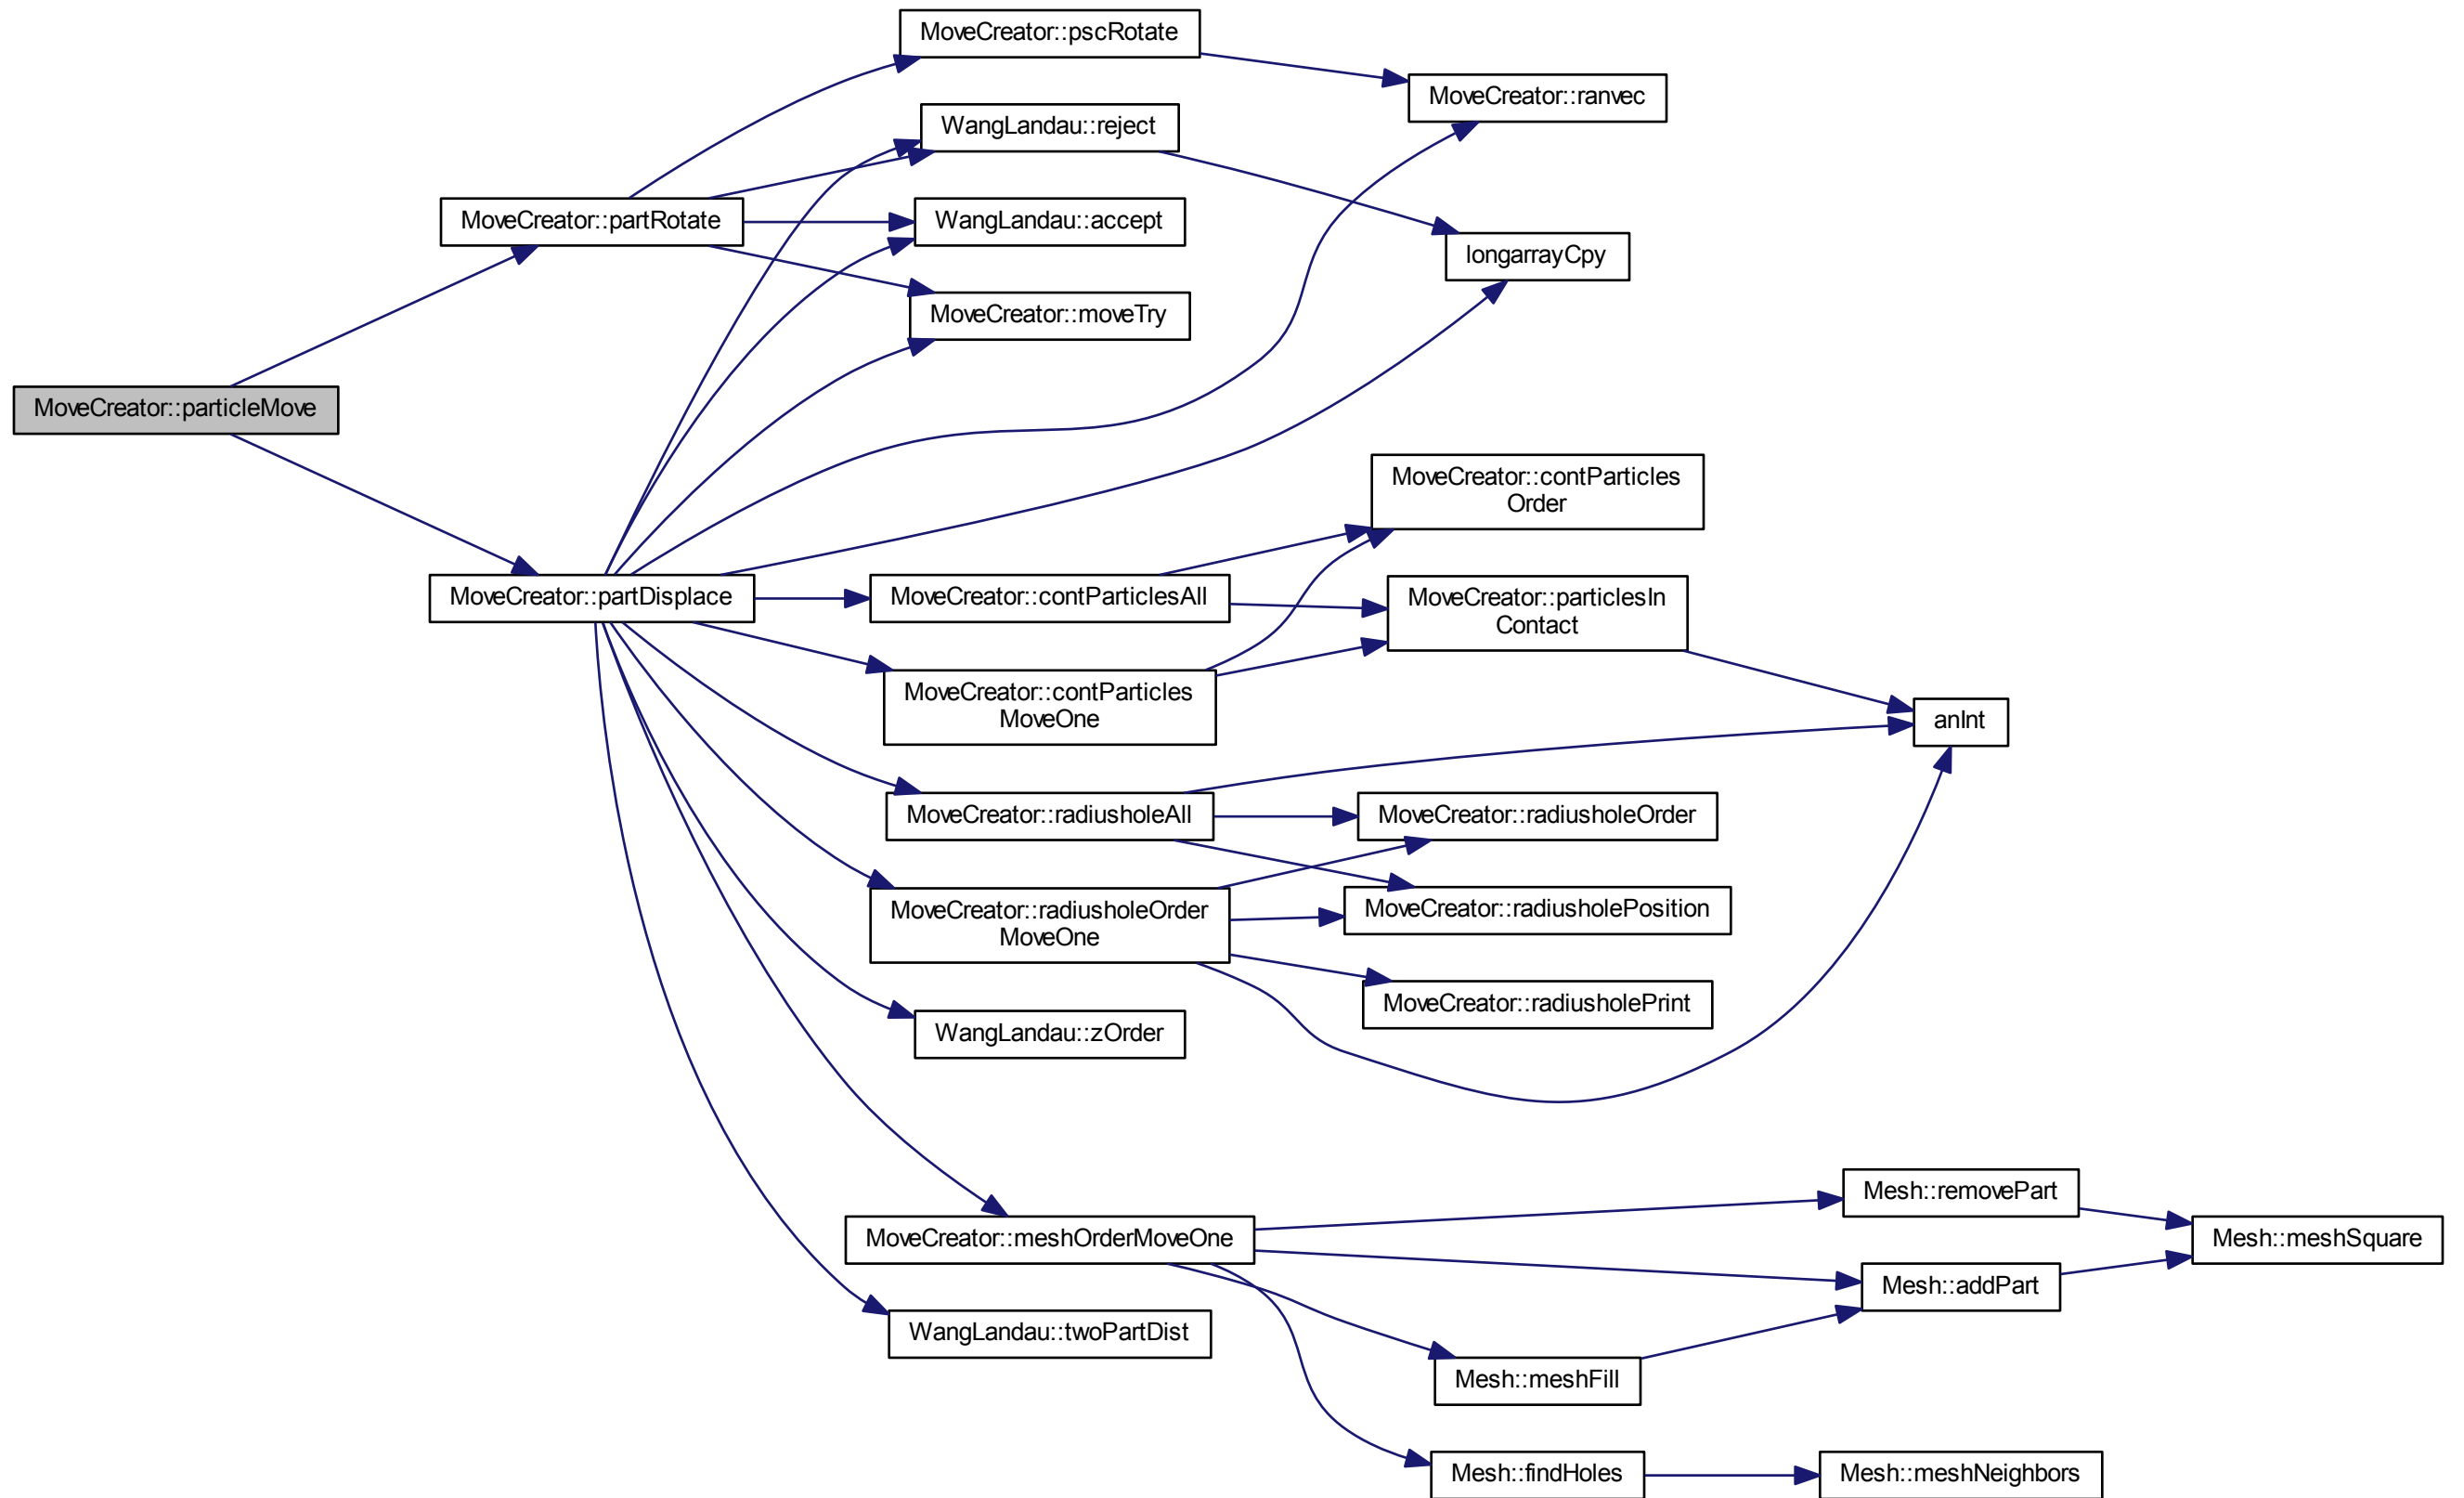 MoveCreator::pscRotate
MoveCreator::ranvec
WangLandau::reject
MoveCreator::partRotate
WangLandau::accept
longarrayCpy
MoveCreator::moveTry
MoveCreator::particleMove
MoveCreator::contParticles
Order
MoveCreator::partDisplace
MoveCreator::contParticlesAll
MoveCreator::particlesIn
Contact
MoveCreator::contParticles
MoveOne
anInt
MoveCreator::radiusholeAll
MoveCreator::radiusholeOrder
MoveCreator::radiusholeOrder
MoveOne
MoveCreator::radiusholePosition
MoveCreator::radiusholePrint
WangLandau::zOrder
Mesh::removePart
MoveCreator::meshOrderMoveOne
Mesh::meshSquare
Mesh::addPart
WangLandau::twoPartDist
Mesh::meshFill
Mesh::findHoles
Mesh::meshNeighbors